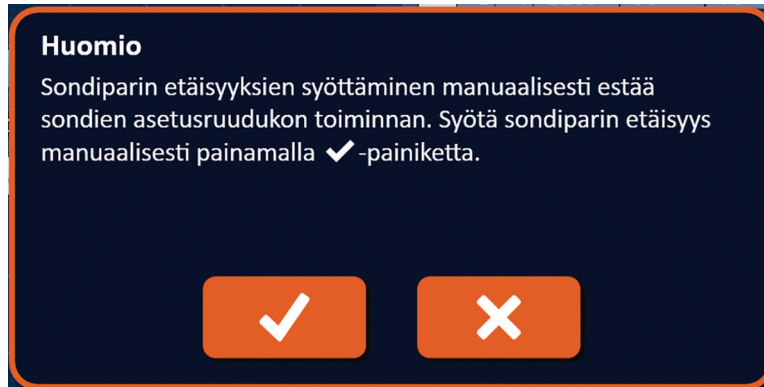 Huomio
Sondiparin etäisyyksien syöttäminen manuaalisesti estää
sondien asetusruudukon toiminnan. Syötä sondiparin etäisyys
manuaalisesti painamalla ✔-painiketta.